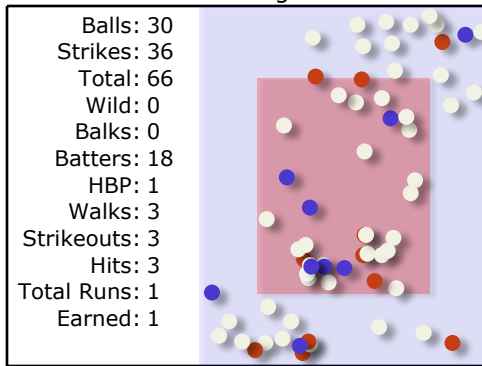 Balls: 30
Strikes: 36
Total: 66
Wild: 0
Balks: 0
Batters: 18
HBP: 1
Walks: 3
Strikeouts: 3
Hits: 3
Total Runs: 1
Earned: 1